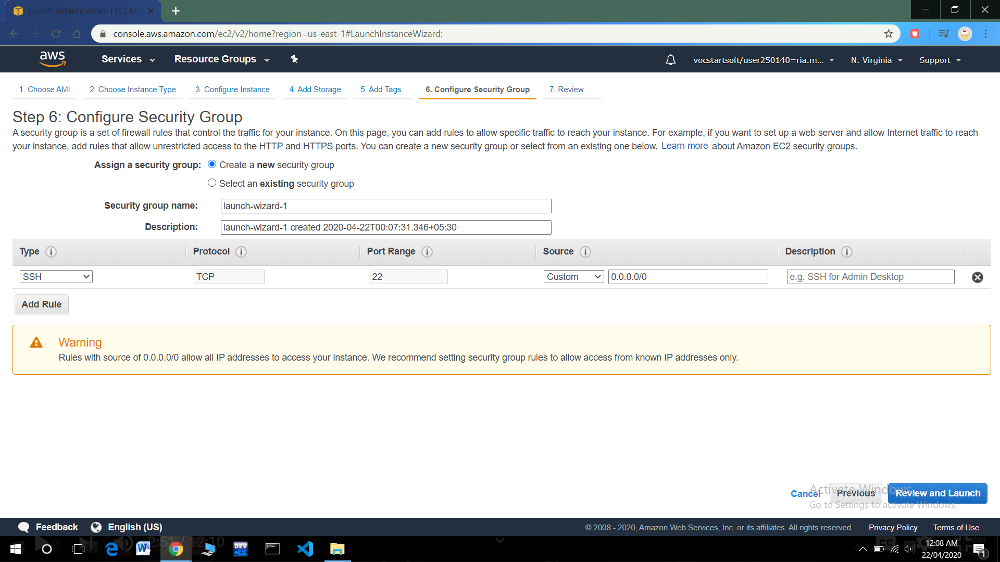 Launch instance wizard | EC2 Ma
console.aws.amazon.com/ec2/v2/home?region=us-east-1#LaunchInstanceWizard:
aws Services Resource Groups vocstartsoft/user250140=ria.m... N. Virginia Support
1. Choose AMI 2. Choose Instance Type 3. Configure Instance 4. Add Storage 5. Add Tags 6. Configure Security Group 7. Review
Step 6: Configure Security Group
A security group is a set of firewall rules that control the traffic for your instance. On this page, you can add rules to allow specific traffic to reach your instance. For example, if you want to set up a web server and allow Internet traffic to reach
your instance, add rules that allow unrestricted access to the HTTP and HTTPS ports. You can create a new security group or select from an existing one below. Learn more about Amazon EC2 security groups.
Assign a security group: Create a new security group
Select an existing security group
Security group name: launch-wizard-1
Description: launch-wizard-1 created 2020-04-22T00:07:31.346+05:30
Type Protocol Port Range Source Description
SSH TCP 22 Custom 0.0.0.0/0 e.g. SSH for Admin Desktop
Add Rule
Warning
Rules with source of 0.0.0.0/0 allow all IP addresses to access your instance. We recommend setting security group rules to allow access from known IP addresses only.
Activate Windows
Cancel Previous Review and Launch
Go to Settings to activate Windows.
Feedback English (US) © 2008 - 2020, Amazon Web Services, Inc. or its affiliates. All rights reserved. Privacy Policy Terms of Use
2:51 / 12:10
DEV C++
12:08 AM
22/04/2020
1